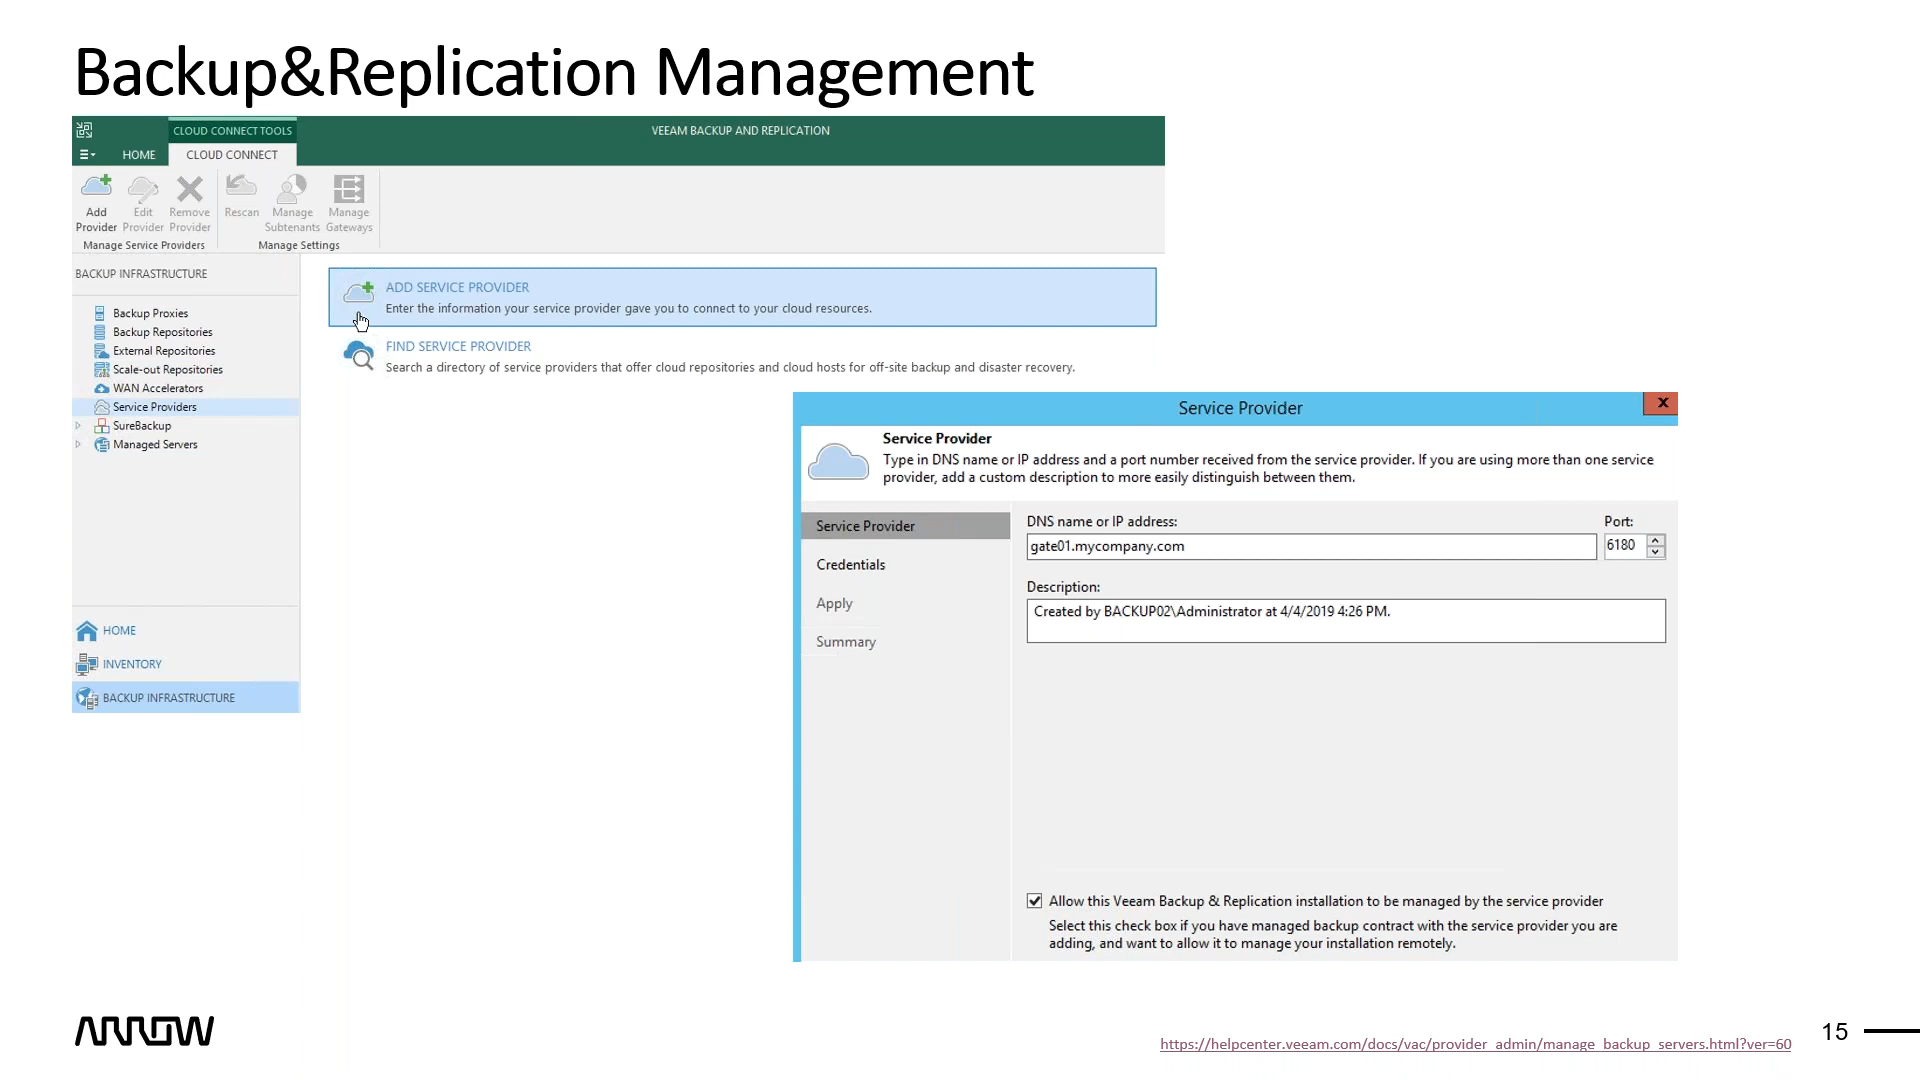 Backup&Replication Management
CLOUD CONNECT TOOLS
VEEAM BACKUP AND REPLICATION
HOME
CLOUD CONNECT
Add Provider
Edit Provider
Remove Provider
Rescan
Manage Subtenants
Manage Gateways
Manage Service Providers
Manage Settings
BACKUP INFRASTRUCTURE
Backup Proxies
Backup Repositories
External Repositories
Scale-out Repositories
WAN Accelerators
Service Providers
SureBackup
Managed Servers
HOME
INVENTORY
BACKUP INFRASTRUCTURE
ADD SERVICE PROVIDER
Enter the information your service provider gave you to connect to your cloud resources.
FIND SERVICE PROVIDER
Search a directory of service providers that offer cloud repositories and cloud hosts for off-site backup and disaster recovery.
Service Provider
X
Service Provider
Type in DNS name or IP address and a port number received from the service provider. If you are using more than one service
provider, add a custom description to more easily distinguish between them.
Service Provider
Credentials
Apply
Summary
DNS name or IP address:
Port:
gate01.mycompany.com
6180
Description:
Created by BACKUP02\Administrator at 4/4/2019 4:26 PM.
Allow this Veeam Backup & Replication installation to be managed by the service provider
Select this check box if you have managed backup contract with the service provider you are
adding, and want to allow it to manage your installation remotely.
ARROW
https://helpcenter.veeam.com/docs/vac/provider_admin/manage_backup_servers.html?ver=60
15